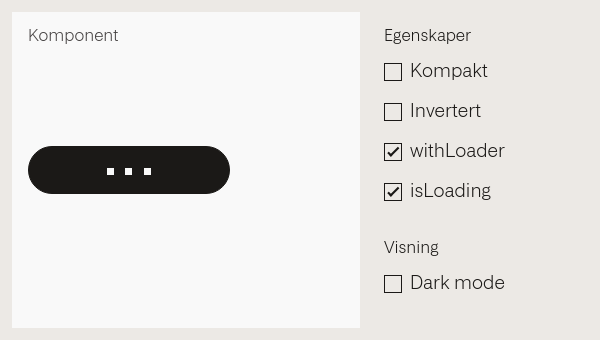 Komponent
Egenskaper
Kompakt
Invertert
withLoader
isLoading
Visning
Dark mode